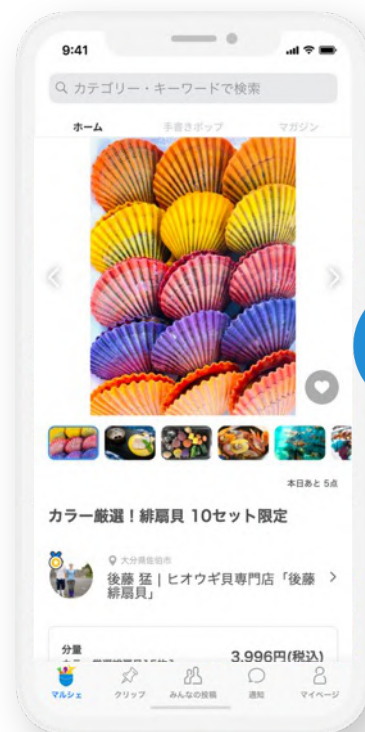 9:41
カテゴリー・キーワードで検索
ホーム 手書きポップ マガジン
本日あと 5点
カラー厳選！緋扇貝 10セット限定
大分県佐伯市
後藤 猛 | ヒオウギ貝専門店「後藤
緋扇貝」
分量
3,996円(税込)
マルシェ クリップ みんなの投稿 通知 マイページ